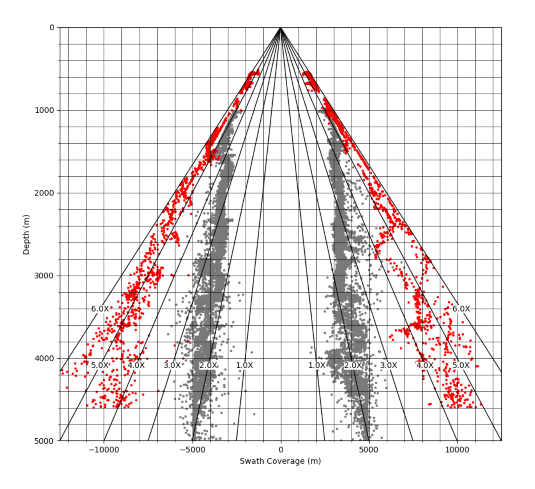 0
1000
2000
3000
4000
5000
Depth (m)
6.0X 6.0X
5.0X 4.0X 3.0X 2.0X 1.0X 1.0X 2.0X 3.0X 4.0X 5.0X
−10000 −5000 0 5000 10000
Swath Coverage (m)